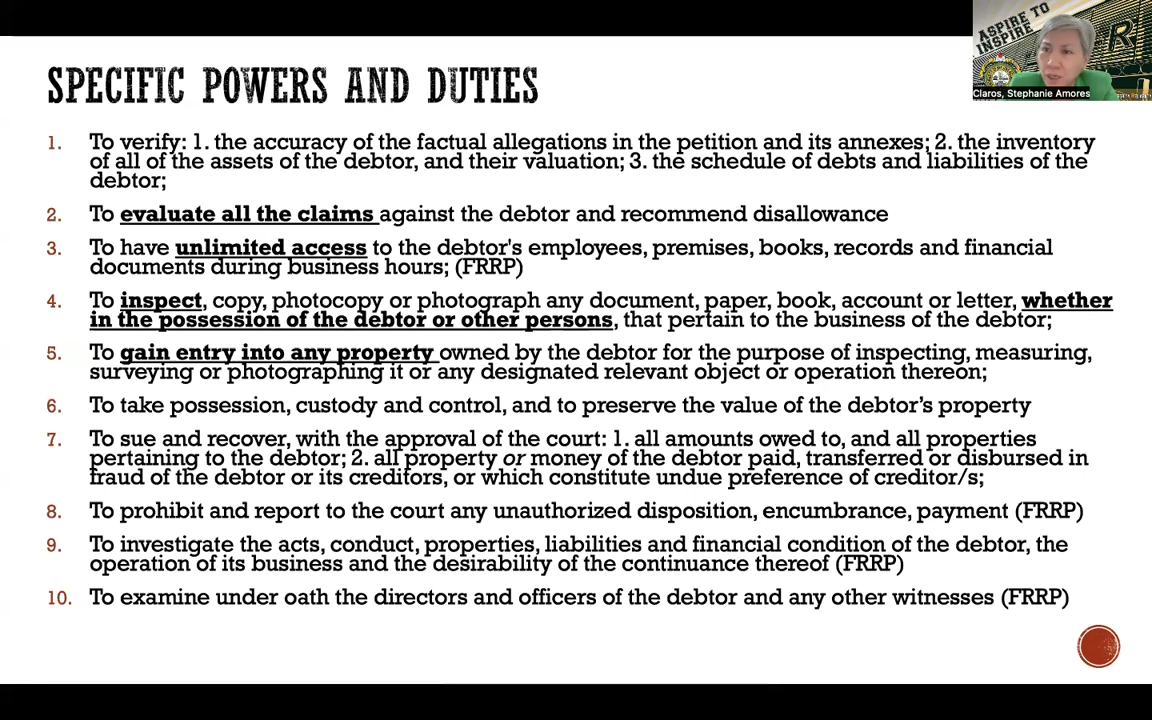 ASPIRE TO
INSPIRE
R
Claros, Stephanie Amores
SPECIFIC POWERS AND DUTIES
1. To verify: 1. the accuracy of the factual allegations in the petition and its annexes; 2. the inventory
of all of the assets of the debtor, and their valuation; 3. the schedule of debts and liabilities of the
debtor;
2. To evaluate all the claims against the debtor and recommend disallowance
3. To have unlimited access to the debtor's employees, premises, books, records and financial
documents during business hours; (FRRP)
4. To inspect, copy, photocopy or photograph any document, paper, book, account or letter, whether
in the possession of the debtor or other persons, that pertain to the business of the debtor;
5. To gain entry into any property owned by the debtor for the purpose of inspecting, measuring,
surveying or photographing it or any designated relevant object or operation thereon;
6. To take possession, custody and control, and to preserve the value of the debtor’s property
7. To sue and recover, with the approval of the court: 1. all amounts owed to, and all properties
pertaining to the debtor; 2. all property or money of the debtor paid, transferred or disbursed in
fraud of the debtor or its creditors, or which constitute undue preference of creditor/s;
8. To prohibit and report to the court any unauthorized disposition, encumbrance, payment (FRRP)
9. To investigate the acts, conduct, properties, liabilities and financial condition of the debtor, the
operation of its business and the desirability of the continuance thereof (FRRP)
10. To examine under oath the directors and officers of the debtor and any other witnesses (FRRP)